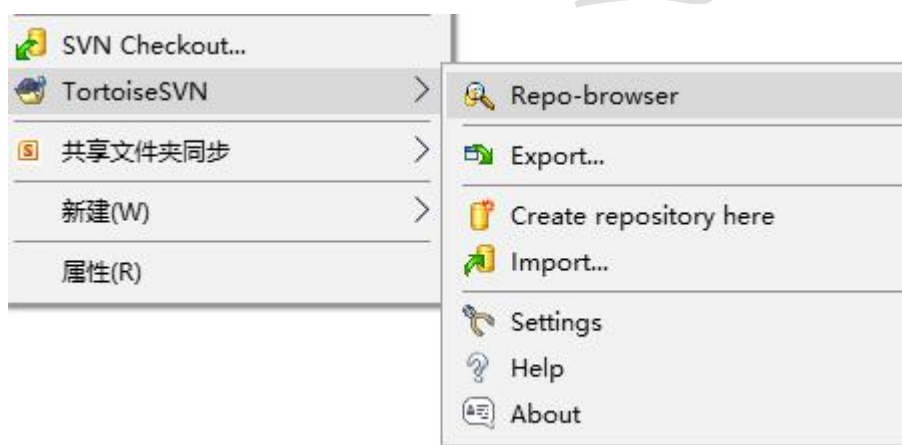 SVN Checkout...
TortoiseSVN
共享文件夹同步
新建(W)
属性(R)
Repo-browser
Export...
Create repository here
Import...
Settings
Help
About